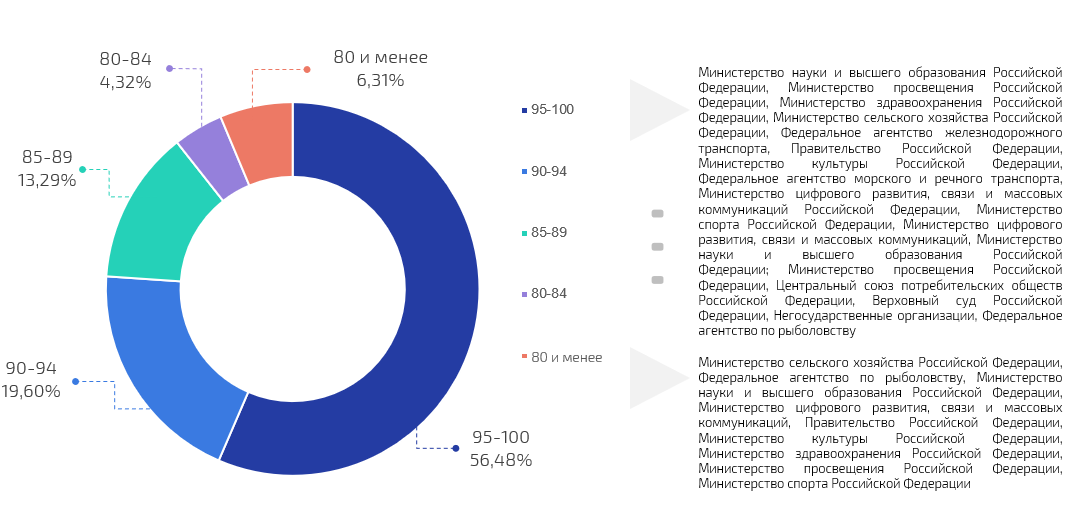 80-84
4,32%
80 и менее
6,31%
85-89
13,29%
90-94
19,60%
95-100
56,48%
95-100
90-94
85-89
80-84
80 и менее
Министерство науки и высшего образования Российской
Федерации, Министерство просвещения Российской
Федерации, Министерство здравоохранения Российской
Федерации, Министерство сельского хозяйства Российской
Федерации, Федеральное агентство железнодорожного
транспорта, Правительство Российской Федерации,
Министерство культуры Российской Федерации,
Федеральное агентство морского и речного транспорта,
Министерство цифрового развития, связи и массовых
коммуникаций Российской Федерации, Министерство
спорта Российской Федерации, Министерство цифрового
развития, связи и массовых коммуникаций, Министерство
науки и высшего образования Российской
Федерации; Министерство просвещения Российской
Федерации, Центральный союз потребительских обществ
Российской Федерации, Верховный суд Российской
Федерации, Негосударственные организации, Федеральное
агентство по рыболовству
Министерство сельского хозяйства Российской Федерации,
Федеральное агентство по рыболовству, Министерство
науки и высшего образования Российской Федерации,
Министерство цифрового развития, связи и массовых
коммуникаций, Правительство Российской Федерации,
Министерство культуры Российской Федерации,
Министерство здравоохранения Российской Федерации,
Министерство просвещения Российской Федерации,
Министерство спорта Российской Федерации